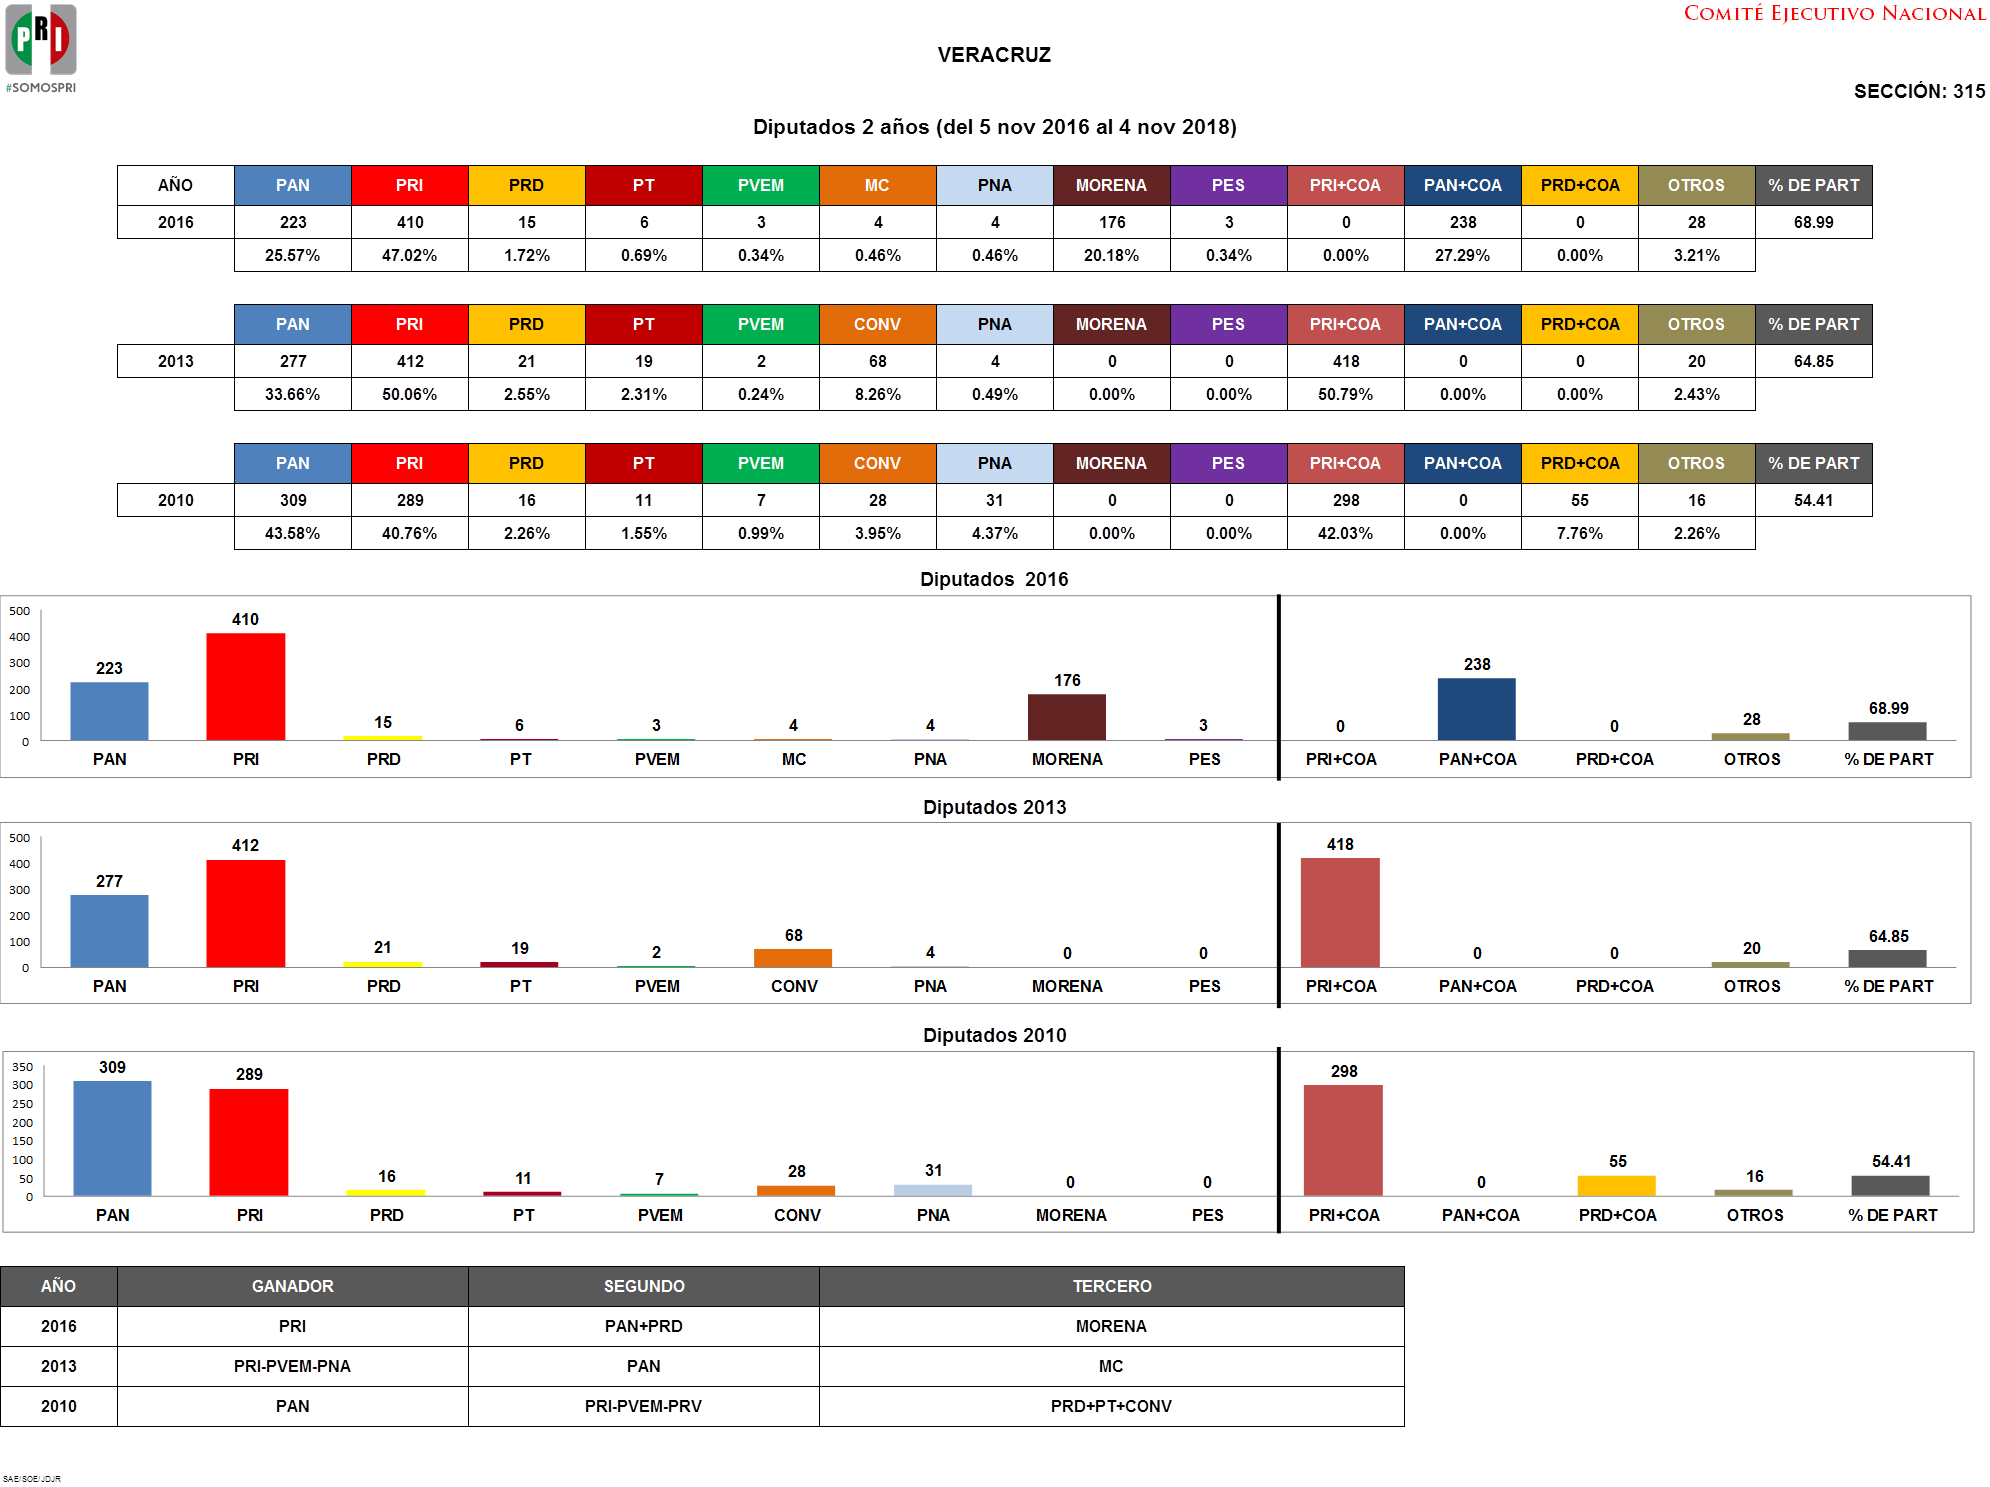 COMITÉ EJECUTIVO NACIONAL
PRI
#SOMOSPRI
VERACRUZ
SECCIÓN: 315
Diputados 2 años (del 5 nov 2016 al 4 nov 2018)
AÑO PAN PRI PRD PT PVEM MC PNA MORENA PES PRI+COA PAN+COA PRD+COA OTROS % DE PART
2016 223 410 15 6 3 4 4 176 3 0 238 0 28 68.99
25.57% 47.02% 1.72% 0.69% 0.34% 0.46% 0.46% 20.18% 0.34% 0.00% 27.29% 0.00% 3.21%
PAN PRI PRD PT PVEM CONV PNA MORENA PES PRI+COA PAN+COA PRD+COA OTROS % DE PART
2013 277 412 21 19 2 68 4 0 0 418 0 0 20 64.85
33.66% 50.06% 2.55% 2.31% 0.24% 8.26% 0.49% 0.00% 0.00% 50.79% 0.00% 0.00% 2.43%
PAN PRI PRD PT PVEM CONV PNA MORENA PES PRI+COA PAN+COA PRD+COA OTROS % DE PART
2010 309 289 16 11 7 28 31 0 0 298 0 55 16 54.41
43.58% 40.76% 2.26% 1.55% 0.99% 3.95% 4.37% 0.00% 0.00% 42.03% 0.00% 7.76% 2.26%
Diputados 2016
500
400
300
200
100
0
223 410 15 6 3 4 4 176 3 0 238 0 28 68.99
PAN PRI PRD PT PVEM MC PNA MORENA PES PRI+COA PAN+COA PRD+COA OTROS % DE PART
Diputados 2013
500
400
300
200
100
0
277 412 21 19 2 68 4 0 0 418 0 0 20 64.85
PAN PRI PRD PT PVEM CONV PNA MORENA PES PRI+COA PAN+COA PRD+COA OTROS % DE PART
Diputados 2010
350
300
250
200
150
100
50
0
309 289 16 11 7 28 31 0 0 298 0 55 16 54.41
PAN PRI PRD PT PVEM CONV PNA MORENA PES PRI+COA PAN+COA PRD+COA OTROS % DE PART
AÑO GANADOR SEGUNDO TERCERO
2016 PRI PAN+PRD MORENA
2013 PRI-PVEM-PNA PAN MC
2010 PAN PRI-PVEM-PRV PRD+PT+CONV
SAE/SOE/JDJR